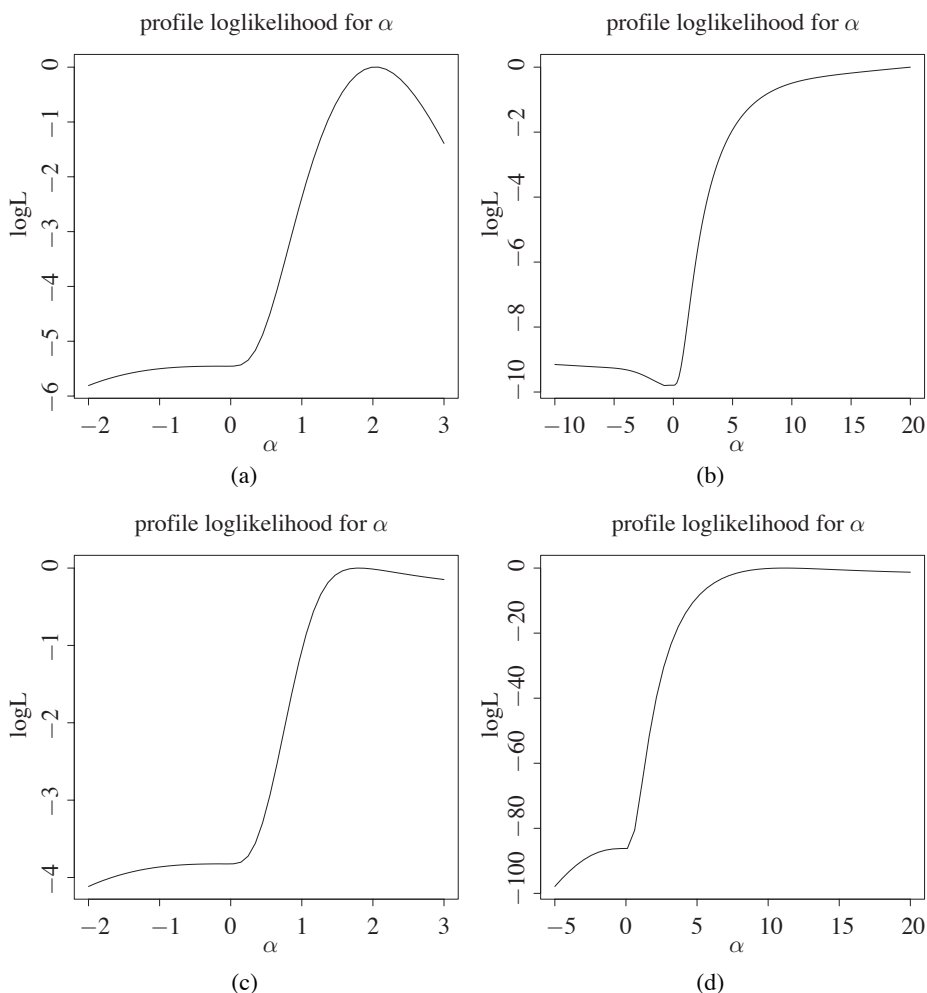 profile loglikelihood for α
logL
0
−1
−2
−3
−4
−5
−6
−2 −1 0 1 2 3
α
(a)
profile loglikelihood for α
logL
0
−2
−4
−6
−8
−10
−10 −5 0 5 10 15 20
α
(b)
profile loglikelihood for α
logL
0
−1
−2
−3
−4
−2 −1 0 1 2 3
α
(c)
profile loglikelihood for α
logL
0
−20
−40
−60
−80
−100
−5 0 5 10 15 20
α
(d)